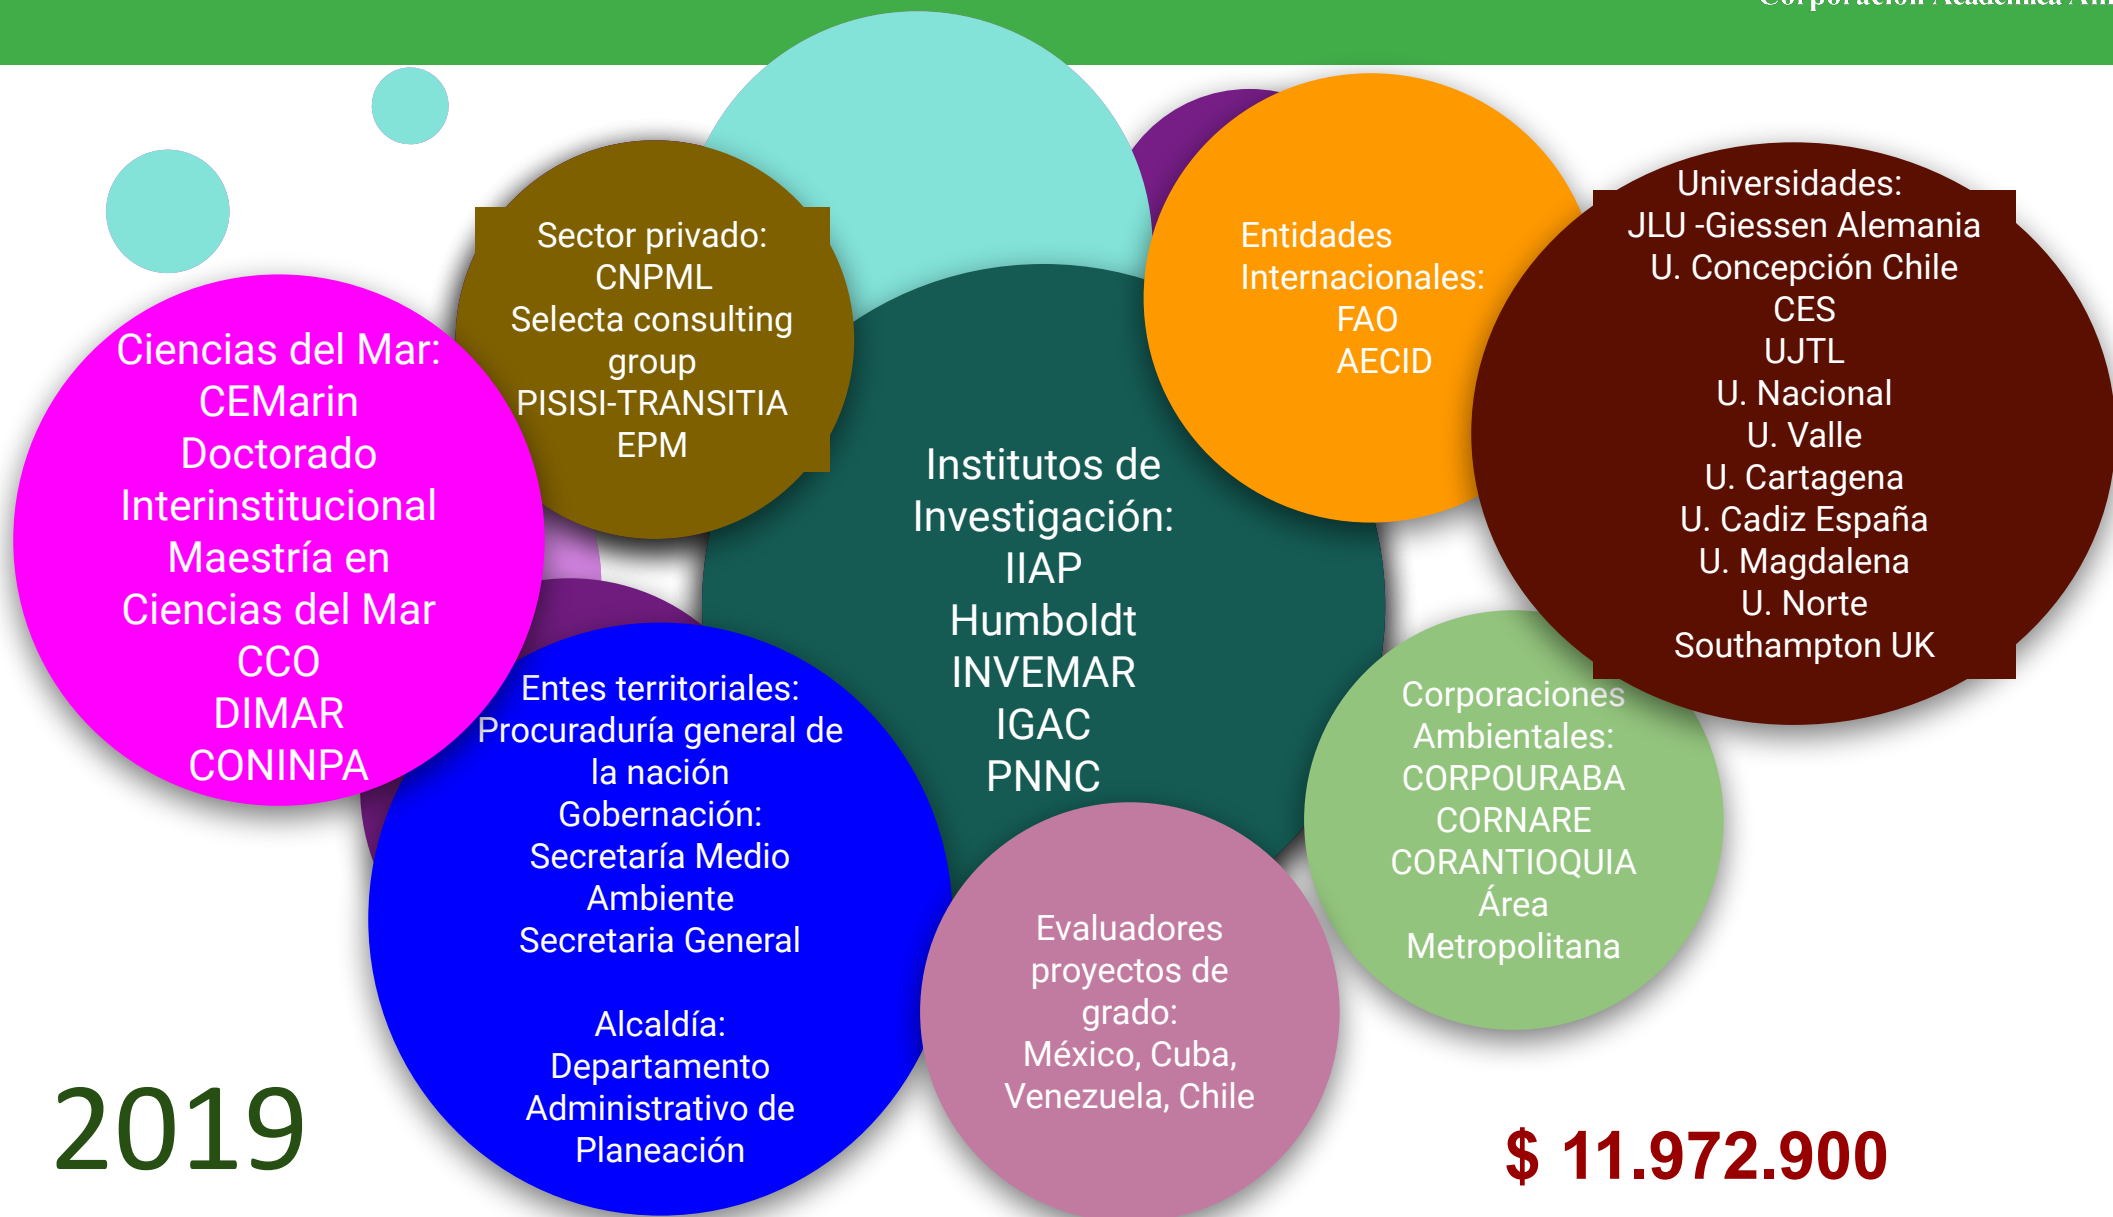 Corporación Académica
Sector privado:
CNPML
Selecta consulting
group
PISISI-TRANSITIA
EPM
Entidades
Internacionales:
FAO
AECID
Universidades:
JLU -Giessen Alemania
U. Concepción Chile
CES
UJTL
U. Nacional
U. Valle
U. Cartagena
U. Cadiz España
U. Magdalena
U. Norte
Southampton UK
Ciencias del Mar:
CEMarin
Doctorado
Interinstitucional
Maestría en
Ciencias del Mar
CCO
DIMAR
CONINPA
Institutos de
Investigación:
IIAP
Humboldt
INVEMAR
IGAC
PNNC
Entes territoriales:
Procuraduría general de
la nación
Gobernación:
Secretaría Medio
Ambiente
Secretaria General
Alcaldía:
Departamento
Administrativo de
Planeación
Corporaciones
Ambientales:
CORPOURABA
CORNARE
CORANTIOQUIA
Área
Metropolitana
Evaluadores
proyectos de
grado:
México, Cuba,
Venezuela, Chile
2019
$ 11.972.900